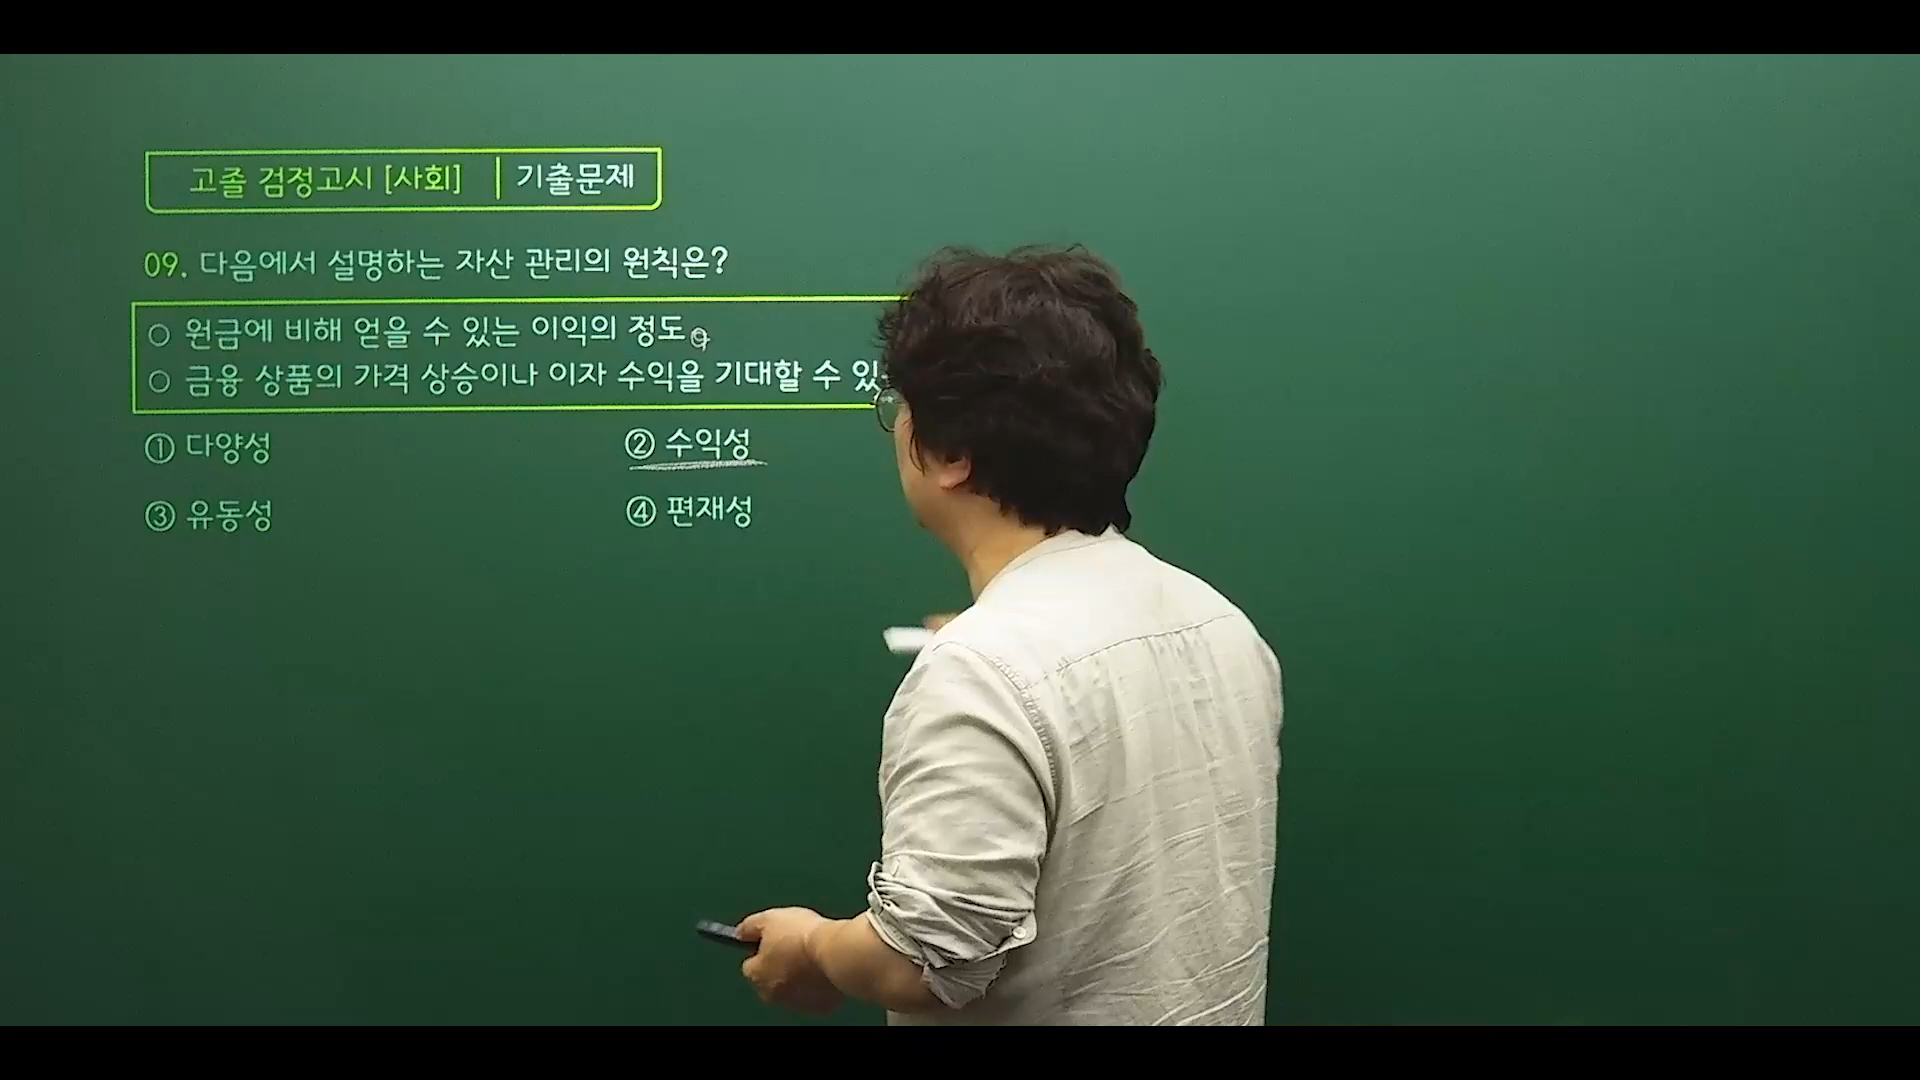 고졸 검정고시 [사회] 기출문제
09. 다음에서 설명하는 자산 관리의 원칙은?
○ 원금에 비해 얻을 수 있는 이익의 정도
○ 금융 상품의 가격 상승이나 이자 수익을 기대할 수 있
① 다양성 ② 수익성
③ 유동성 ④ 편재성